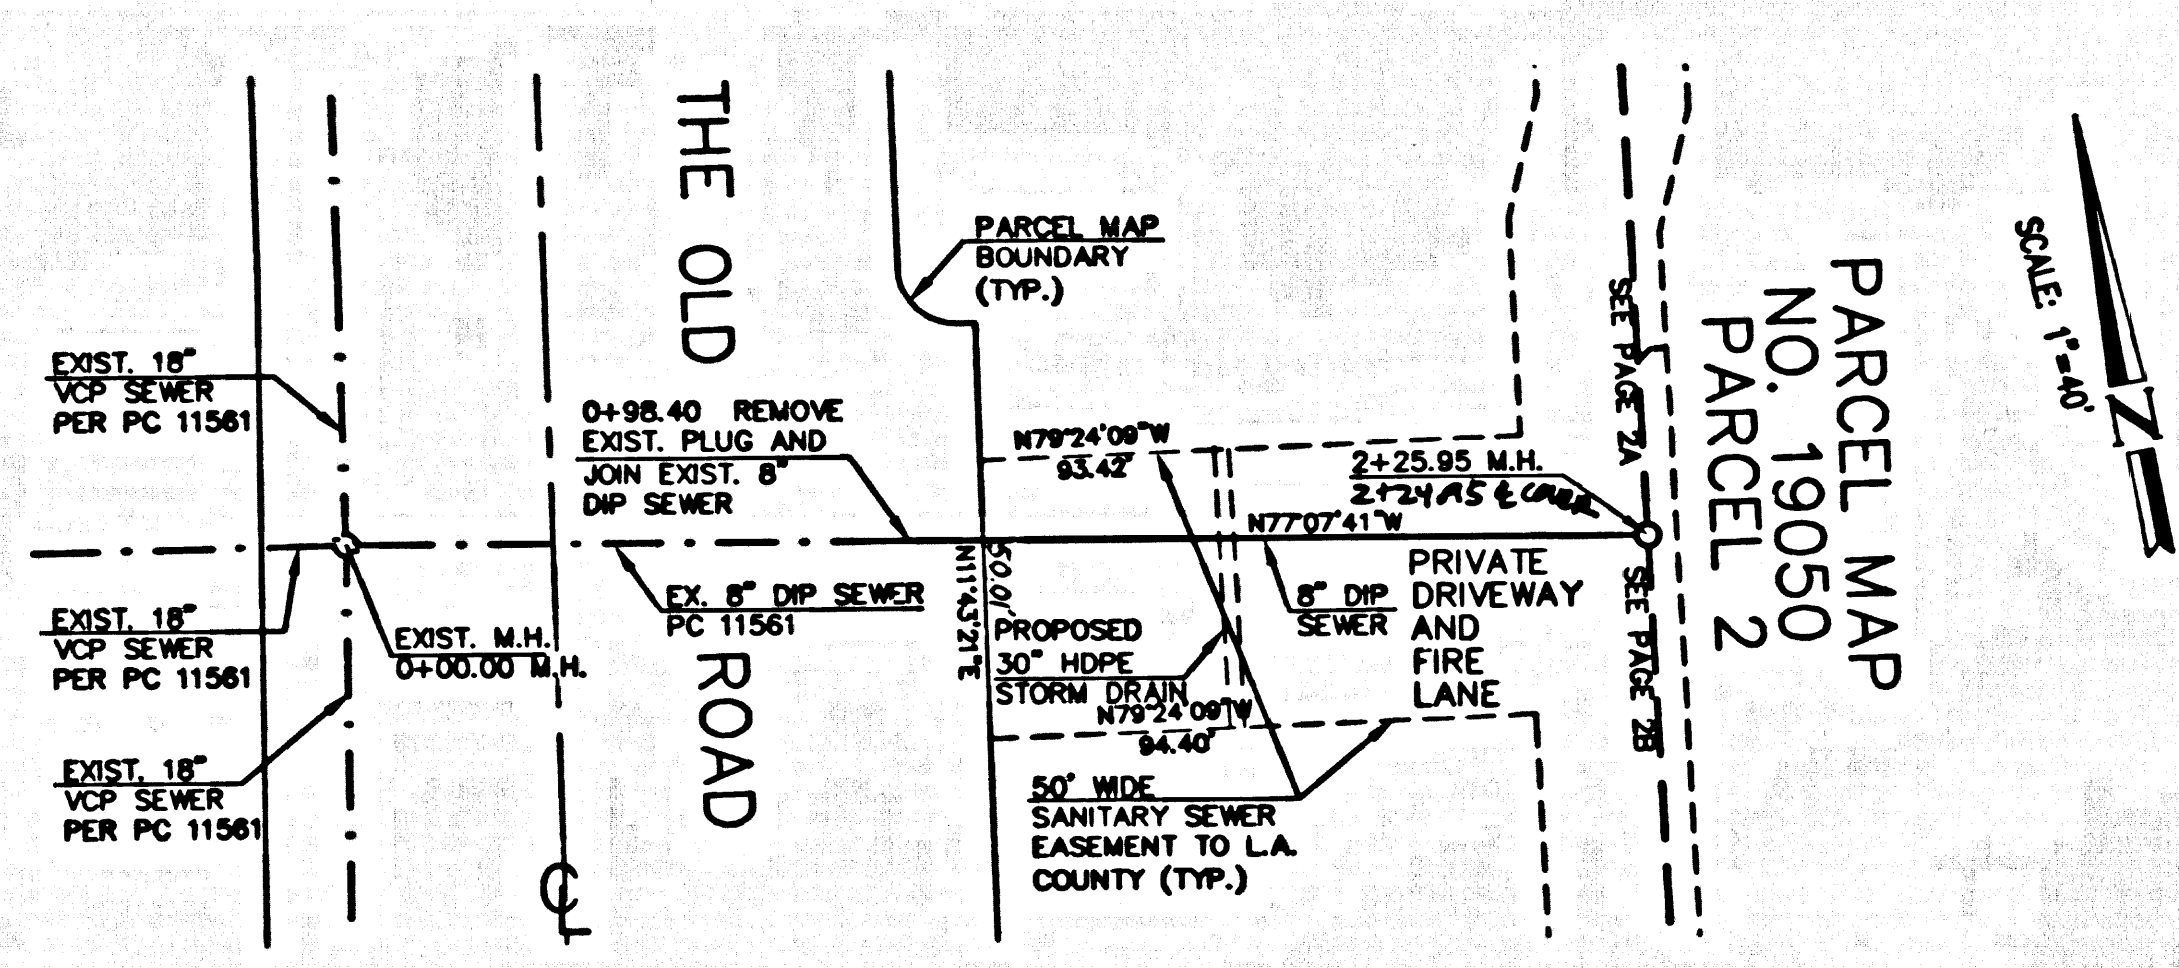 THE OLD
ROAD
PARCEL MAP
BOUNDARY
(TYP.)
SCALE: 1"=40'
N
PARCEL MAP
NO. 19050
PARCEL 2
SEE PAGE 2A
SEE PAGE 2B
EXIST. 18"
VCP SEWER
PER PC 11561
0+98.40 REMOVE
EXIST. PLUG AND
JOIN EXIST. 8"
DIP SEWER
N79°24'09"W
93.42'
2+25.95 M.H.
N77°07'41"W
EXIST. 18"
VCP SEWER
PER PC 11561
EXIST. M.H.
0+00.00 M.H.
EX. 8" DIP SEWER
PC 11561
N11°43'21"E
50.01'
PROPOSED
30" HDPE
STORM DRAIN
8" DIP
SEWER
PRIVATE
DRIVEWAY
AND
FIRE
LANE
N79°24'09"W
94.40'
EXIST. 18"
VCP SEWER
PER PC 11561
50' WIDE
SANITARY SEWER
EASEMENT TO L.A.
COUNTY (TYP.)